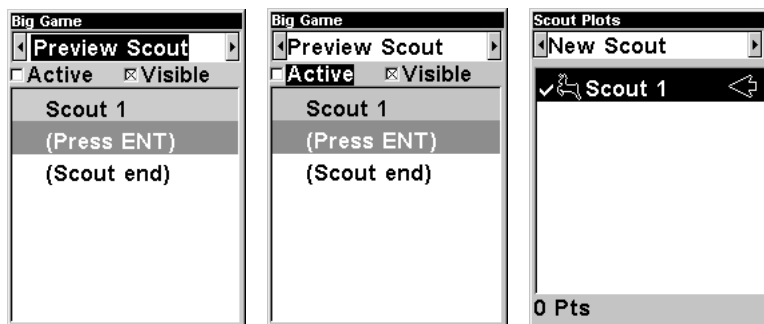 Big Game
Preview Scout
Active Visible
Scout 1
(Press ENT)
(Scout end)
Big Game
Preview Scout
Active Visible
Scout 1
(Press ENT)
(Scout end)
Scout Plots
New Scout
Scout 1
0 Pts